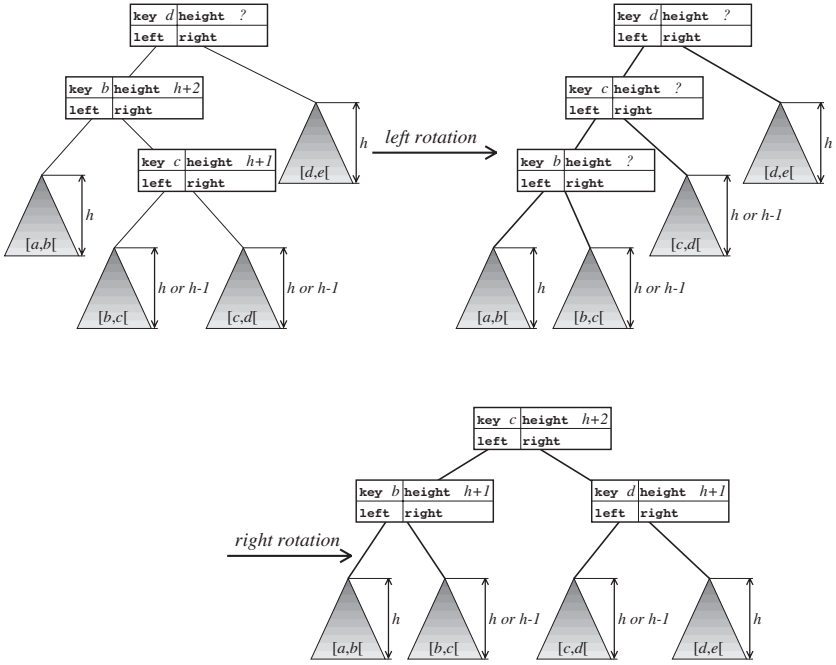 key d height ?
left right
key b height h+2
left right
key c height h+1
left right
h
[d,e[
h
[a,b[
h or h-1
[b,c[
h or h-1
[c,d[
left rotation
key d height ?
left right
key c height ?
left right
key b height ?
left right
h
[d,e[
h or h-1
[c,d[
h
[a,b[
h or h-1
[b,c[
right rotation
key c height h+2
left right
key b height h+1
left right
key d height h+1
left right
h
[a,b[
h or h-1
[b,c[
h or h-1
[c,d[
h
[d,e[